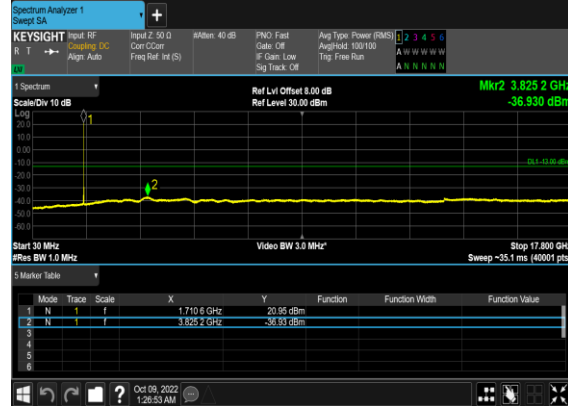 Spectrum Analyzer 1
Swept SA
+
KEYSIGHT Input: RF Input Z: 50 Ω #Atten: 40 dB PNO: Fast Avg Type: Power (RMS) 1 2 3 4 5 6
R T Coupling: DC Corr CCorr Gate: Off Avg|Hold: 100/100 A W W W W W
Align: Auto Freq Ref: Int (S) IF Gain: Low Trig: Free Run
Sig Track: Off A N N N N N
1 Spectrum Ref Lvl Offset 8.00 dB Mkr2 3.825 2 GHz
Scale/Div 10 dB Ref Level 30.00 dBm -36.930 dBm
Log
1
20.0
10.0
0.00
-10.0 DL1 -13.00 dBm
-20.0
-30.0 2
-40.0
-50.0
-60.0
Start 30 MHz Video BW 3.0 MHz* Stop 17.800 GHz
#Res BW 1.0 MHz Sweep ~35.1 ms (40001 pts)
5 Marker Table
Mode Trace Scale X Y Function Function Width Function Value
1 N 1 f 1.710 6 GHz 20.95 dBm
2 N 1 f 3.825 2 GHz -36.93 dBm
3
4
5
6
? Oct 09, 2022
1:26:53 AM